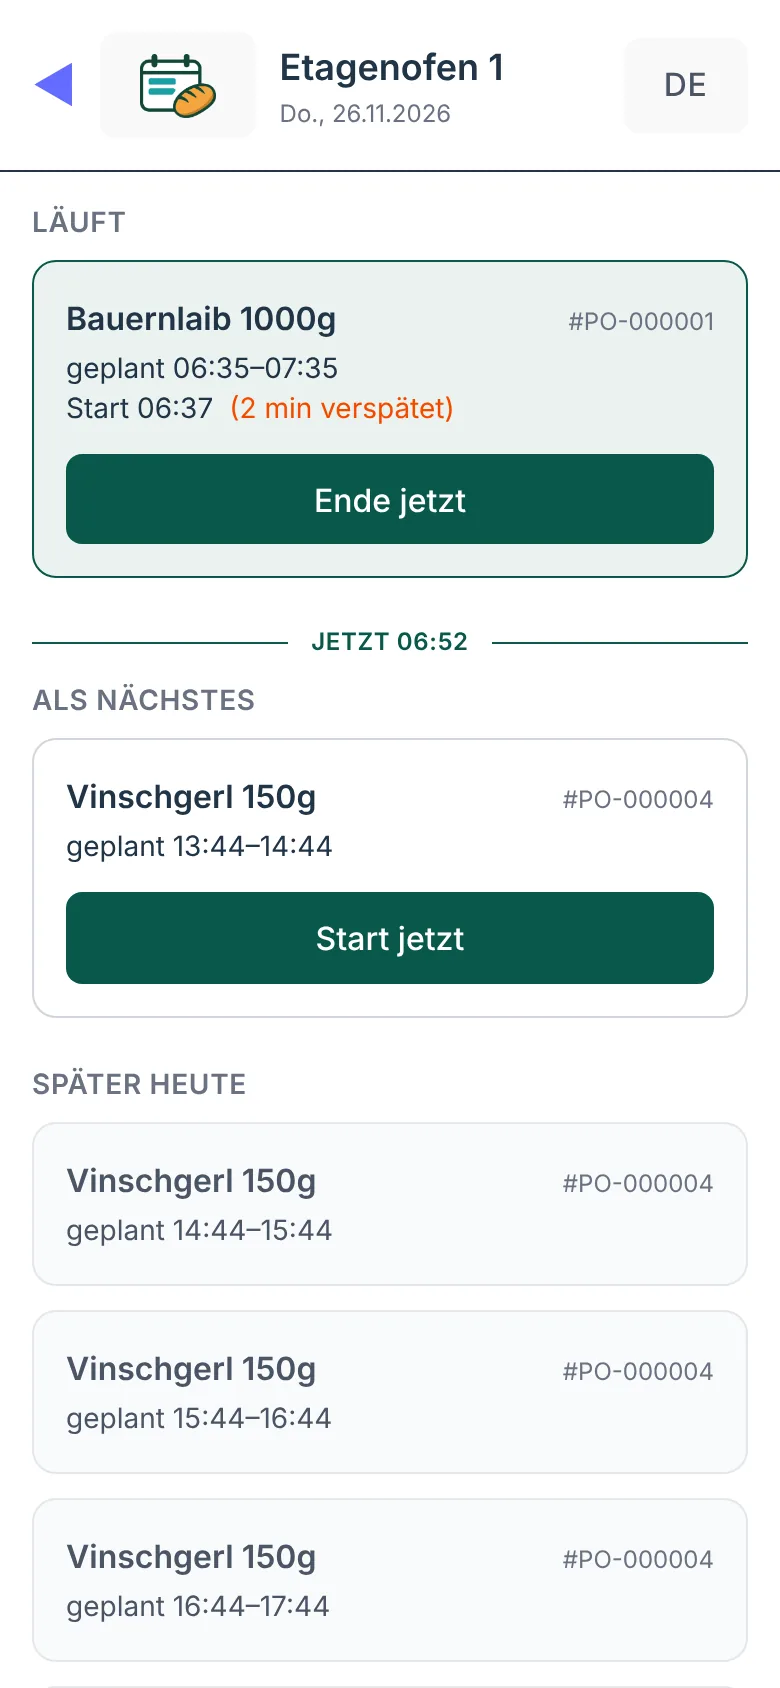 Etagenofen 1
Do., 26.11.2026
DE
LÄUFT
Bauernlaib 1000g
#PO-000001
geplant 06:35–07:35
Start 06:37 (2 min verspätet)
Ende jetzt
JETZT 06:52
ALS NÄCHSTES
Vinschgerl 150g
#PO-000004
geplant 13:44–14:44
Start jetzt
SPÄTER HEUTE
Vinschgerl 150g
#PO-000004
geplant 14:44–15:44
Vinschgerl 150g
#PO-000004
geplant 15:44–16:44
Vinschgerl 150g
#PO-000004
geplant 16:44–17:44